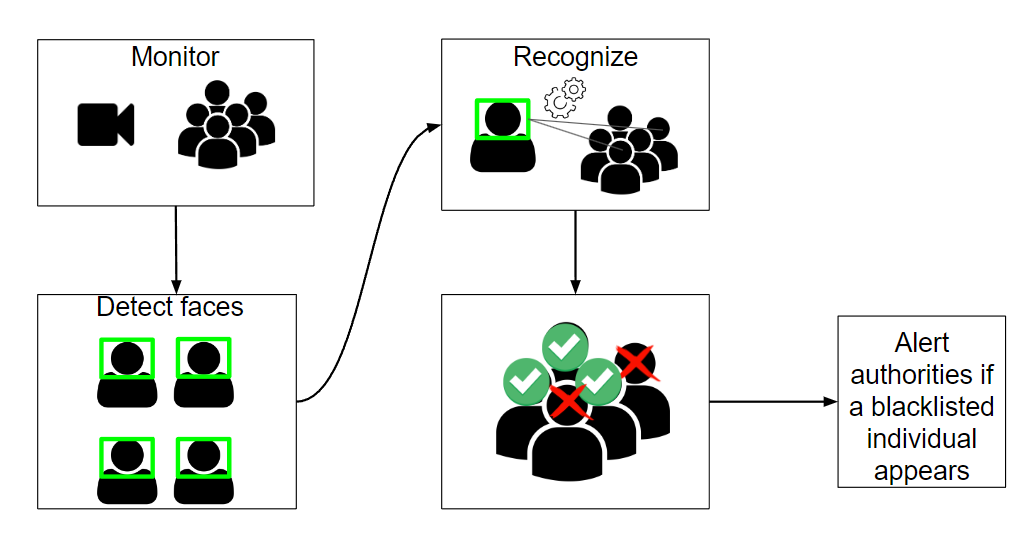 Monitor
Detect faces
Recognize
Alert
authorities if
a blacklisted
individual
appears